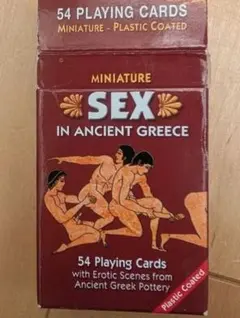 54 PLAYING CARDS
MINIATURE - PLASTIC COATED
MINIATURE
SEX
IN ANCIENT GREECE
54 Playing Cards
with Erotic Scenes from
Ancient Greek Pottery
Plastic Coated